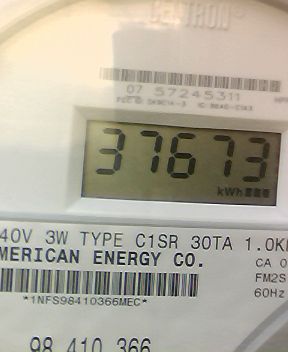 CENTRON
07 57245311
37673
kWh
40V 3W TYPE C1SR 30TA 1.0K
MERICAN ENERGY CO.
CA 0
FM2S
*1NFS98410366MEC*
60Hz
98 410 366